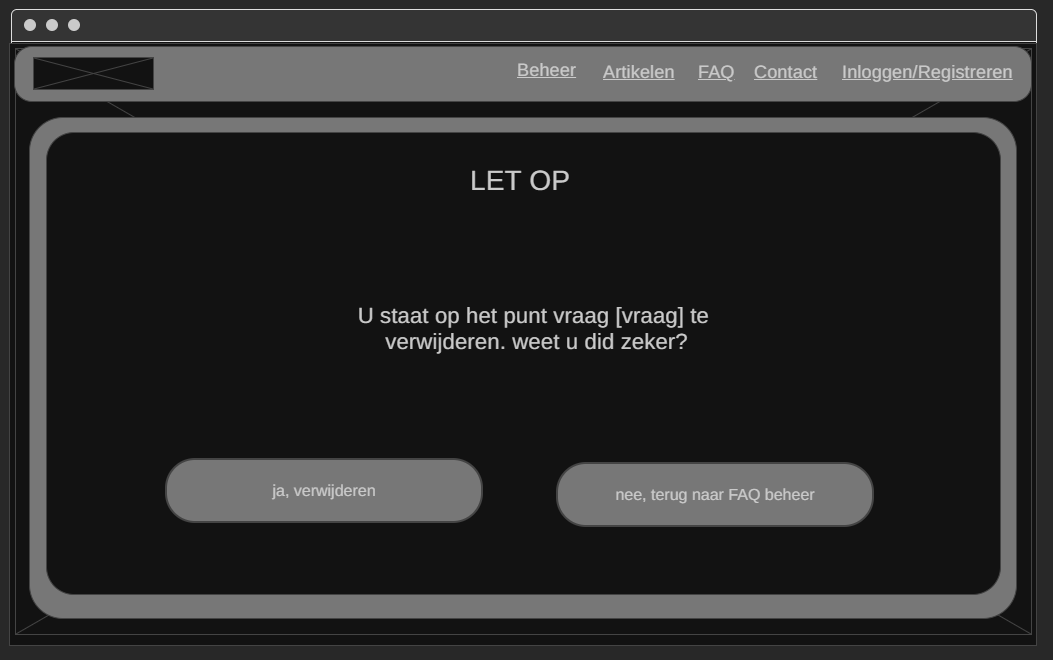 Beheer Artikelen FAQ Contact Inloggen/Registreren
LET OP
U staat op het punt vraag [vraag] te
verwijderen. weet u did zeker?
ja, verwijderen
nee, terug naar FAQ beheer